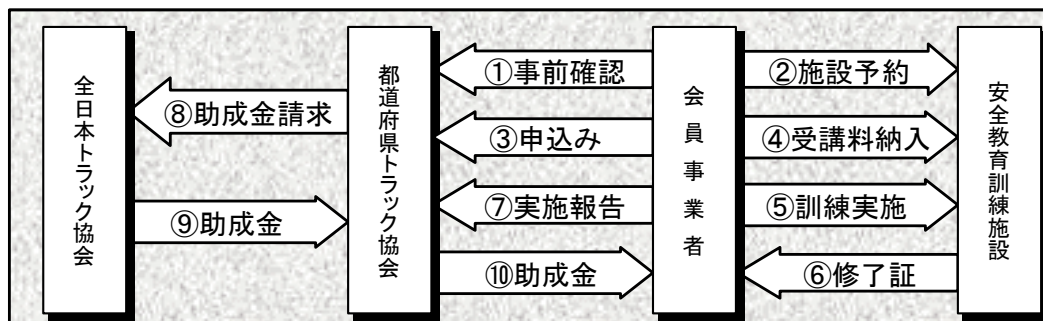 全日本トラック協会
都道府県トラック協会
会員事業者
安全教育訓練施設
①事前確認
②施設予約
⑧助成金請求
③申込み
④受講料納入
⑦実施報告
⑤訓練実施
⑨助成金
⑩助成金
⑥修了証